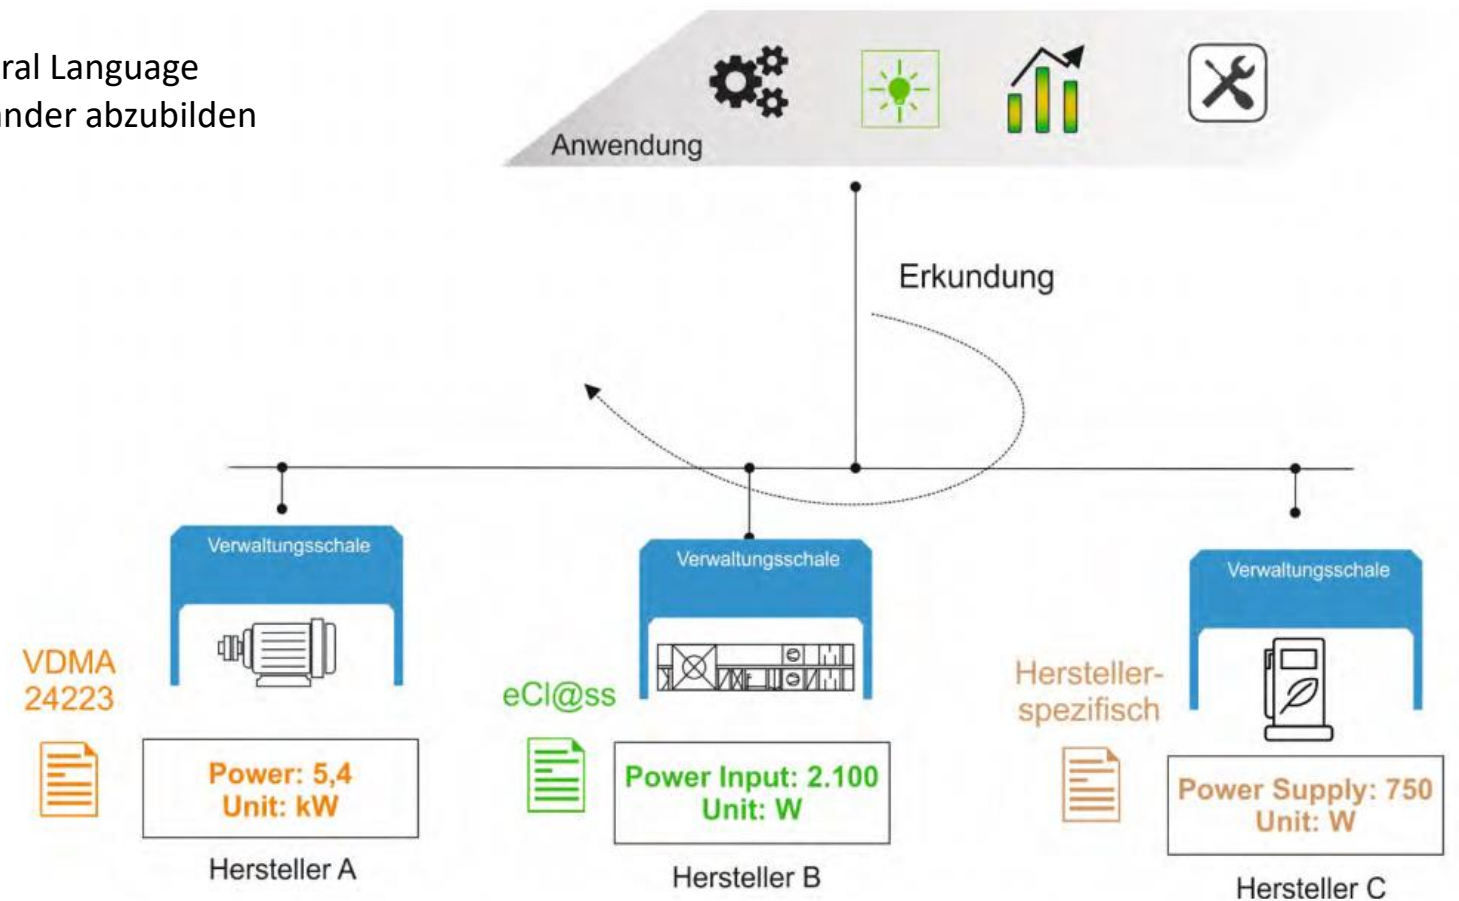 ral Language
ander abzubilden
Anwendung
Erkundung
Verwaltungsschale
Verwaltungsschale
Verwaltungsschale
VDMA
24223
eCl@ss
Hersteller-
spezifisch
Power: 5,4
Unit: kW
Power Input: 2.100
Unit: W
Power Supply: 750
Unit: W
Hersteller A
Hersteller B
Hersteller C